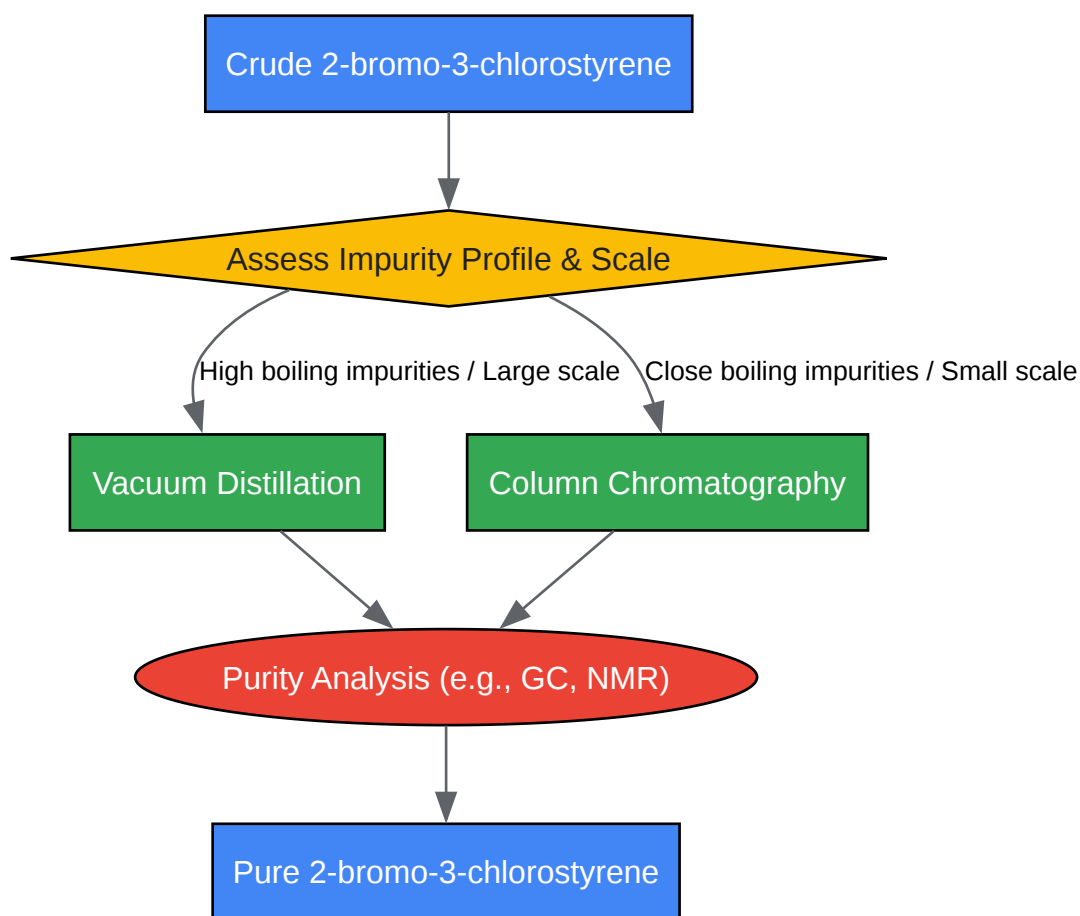 Crude 2-bromo-3-chlorostyrene
Assess Impurity Profile & Scale
High boiling impurities / Large scale
Close boiling impurities / Small scale
Vacuum Distillation
Column Chromatography
Purity Analysis (e.g., GC, NMR)
Pure 2-bromo-3-chlorostyrene